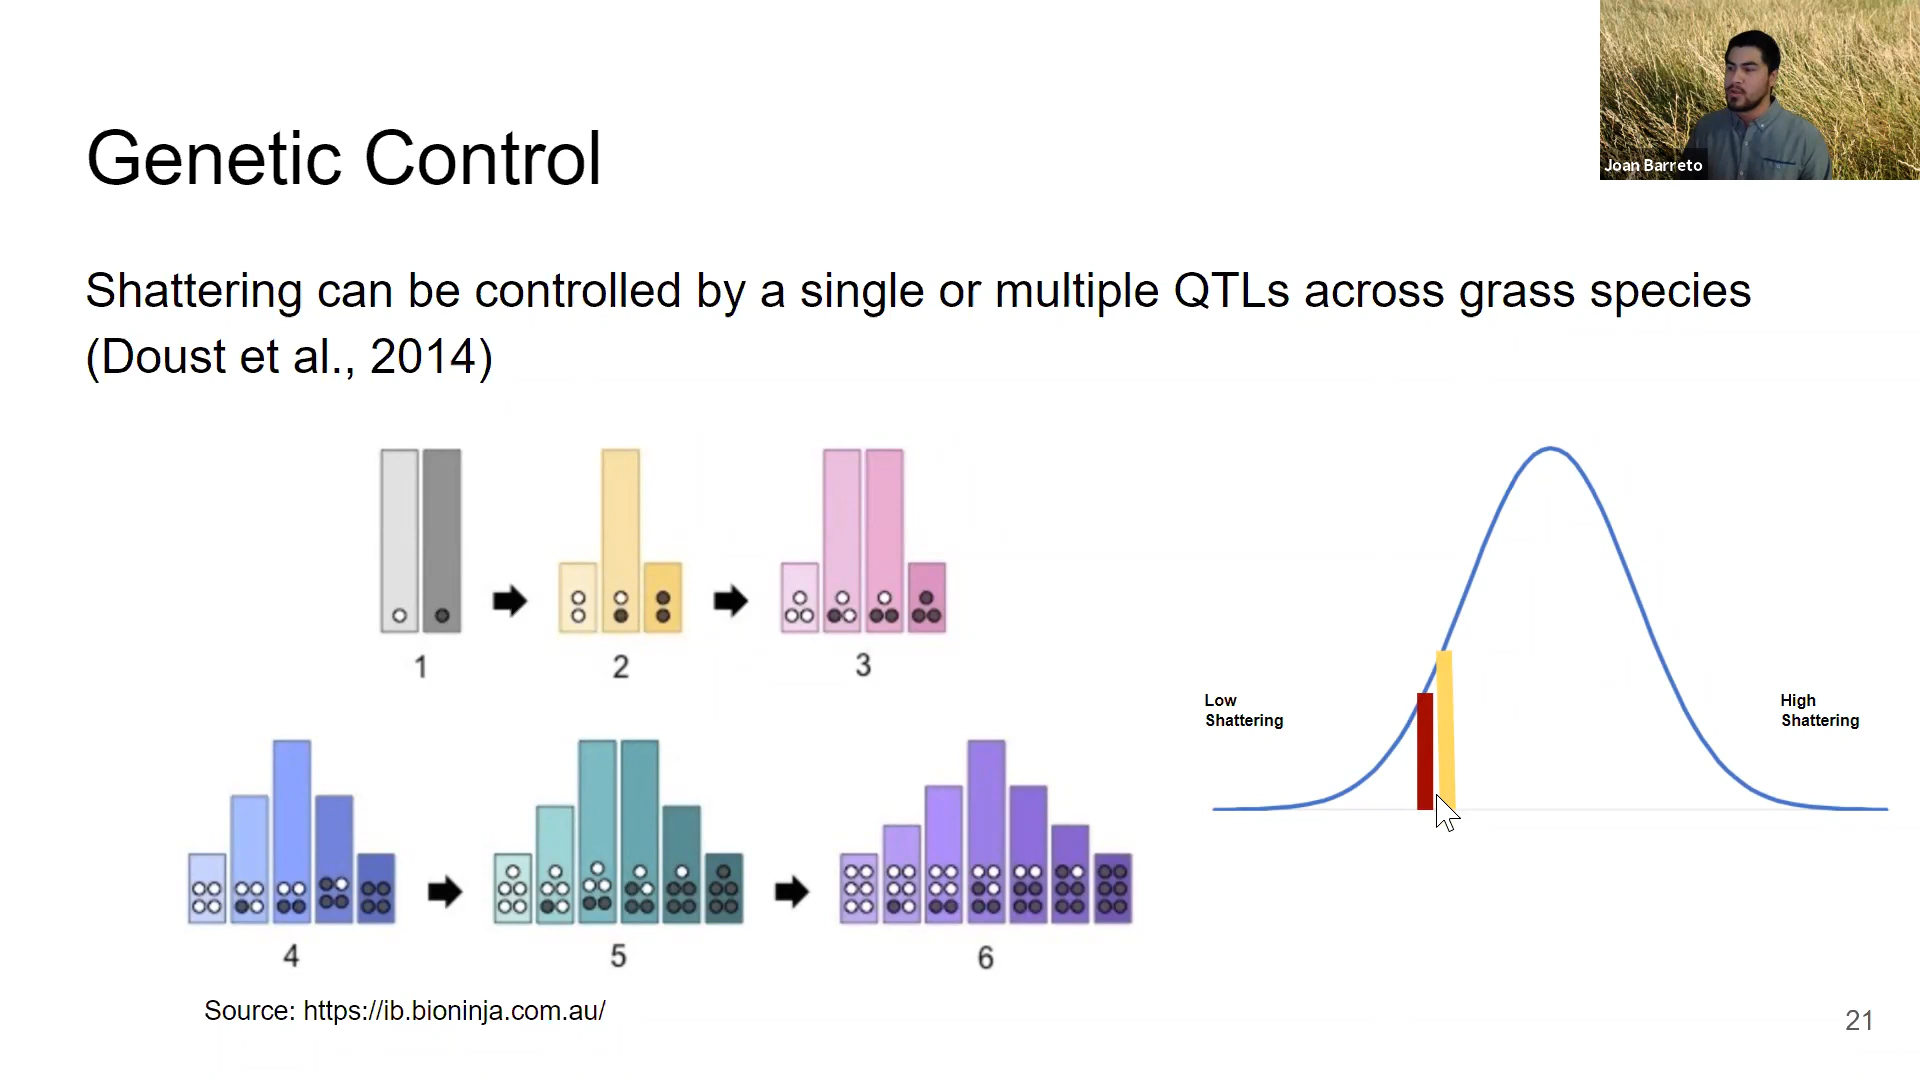 Joan Barreto
Genetic Control
Shattering can be controlled by a single or multiple QTLs across grass species
(Doust et al., 2014)
1
2
3
4
5
6
Low
Shattering
High
Shattering
Source: https://ib.bioninja.com.au/
21